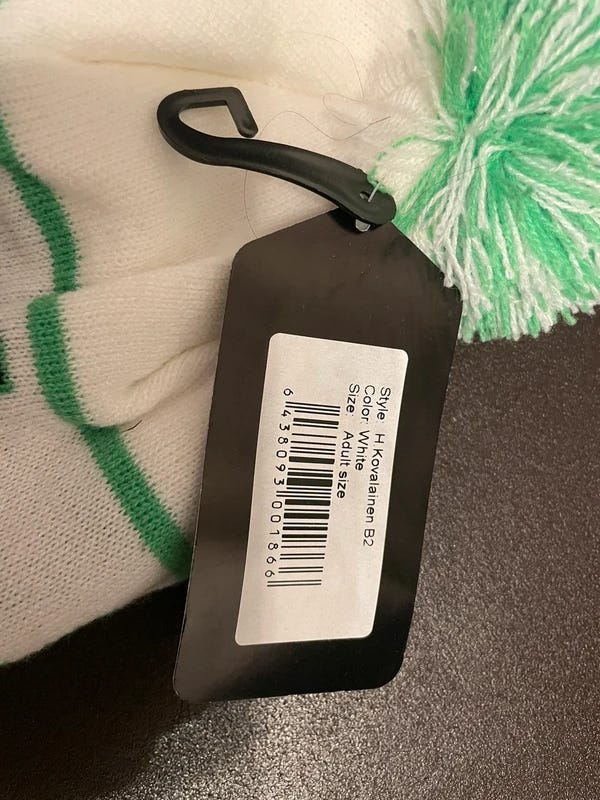 Style: H.Kovalainen B2
Color: White
Size: Adult size
6 438093 001866